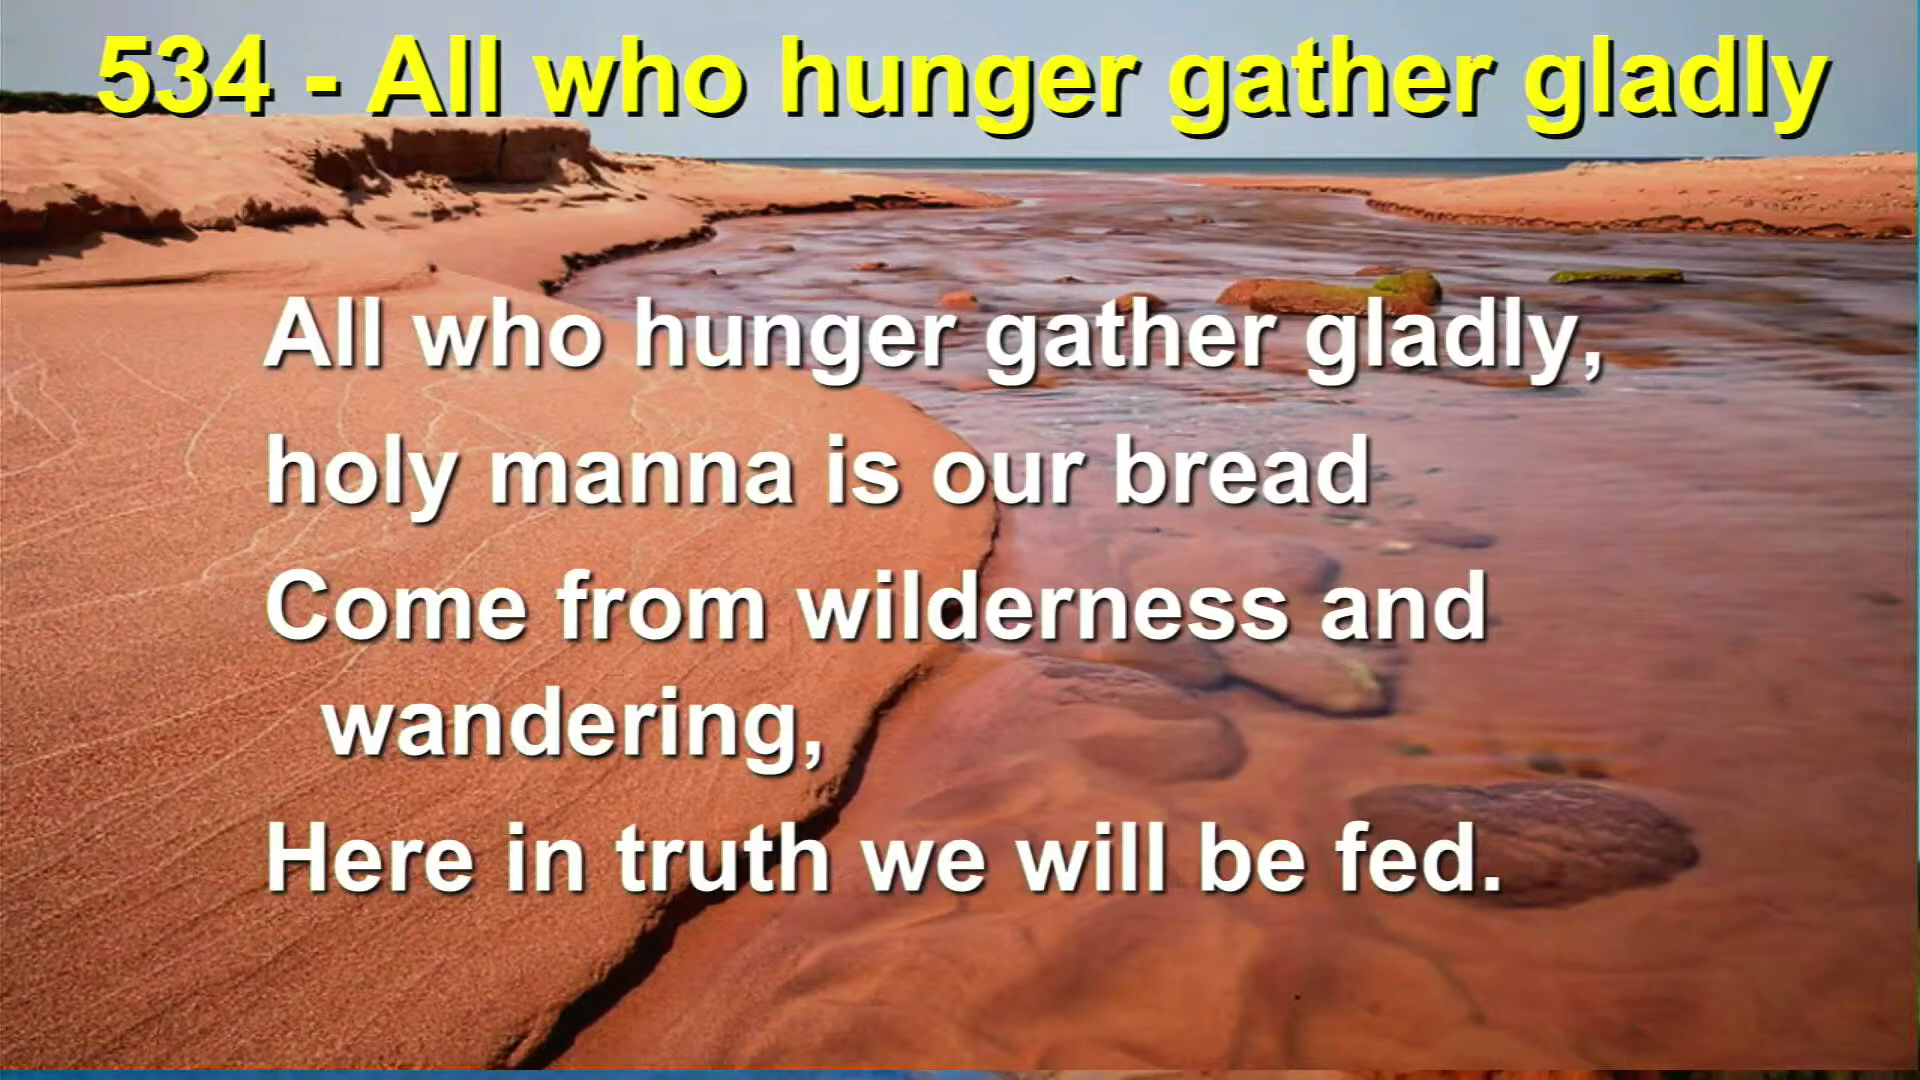 534 - All who hunger gather gladly
All who hunger gather gladly,
holy manna is our bread
Come from wilderness and
wandering,
Here in truth we will be fed.